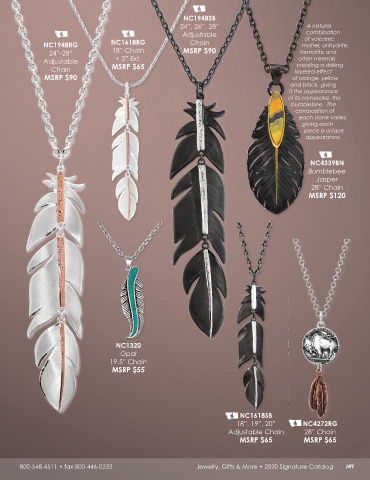 NC1948RG
24"-28"
Adjustable
Chain
MSRP $90
NC1618RG
18" Chain
+ 3" Ext.
MSRP $65
NC1948SB
24", 26", 28"
Adjustable
Chain
MSRP $90
A natural
combination
of volcanic
matter, anhydrite,
hematite and
other minerals
creating a striking
layered effect
of orange, yellow
and black, giving
it the appearance
of its namesake, the
bumblebee. The
composition of
each stone varies,
giving each
piece a unique
appearance.
NC4339BN
Bumblebee
Jasper
28" Chain
MSRP $120
NC1320
Opal
19.5" Chain
MSRP $55
NC1618SB
18", 19", 20"
Adjustable Chain
MSRP $65
NC4272RG
28" Chain
MSRP $65
800-548-4511 • fax 800-446-0233
Jewelry, Gifts & More • 2020 Signature Catalog J49